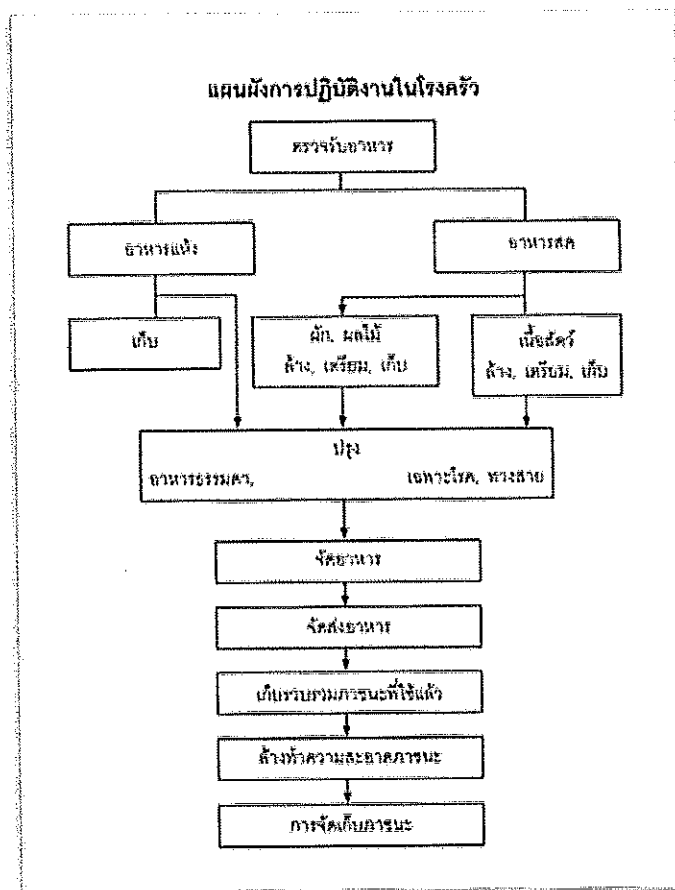 แผนผังการปฏิบัติงานในโรงครัว
ตรวจรับอาหาร
อาหารแห้ง
อาหารสด
เก็บ
ผัก, ผลไม้
ล้าง, เตรียม, เก็บ
เนื้อสัตว์
ล้าง, เตรียม, เก็บ
ปรุง
อาหารธรรมดา, เฉพาะโรค, ทางสาย
จัดอาหาร
จัดส่งอาหาร
เก็บรวบรวมภาชนะที่ใช้แล้ว
ล้างทำความสะอาดภาชนะ
การจัดเก็บภาชนะ